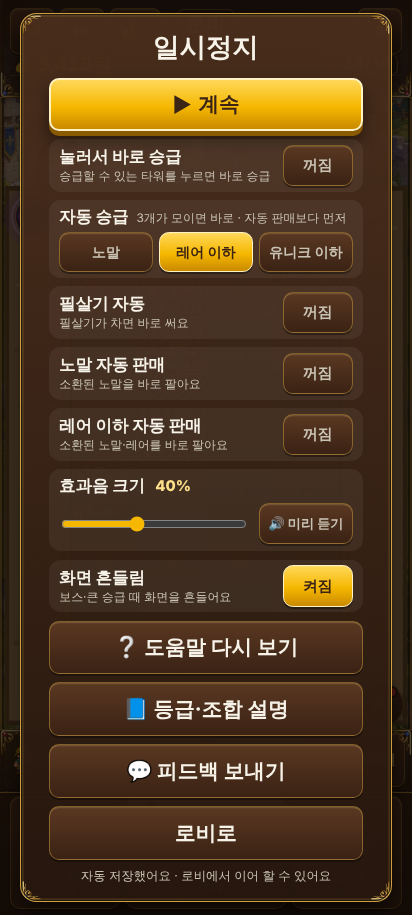 일시정지
▶ 계속
눌러서 바로 승급
승급할 수 있는 타워를 누르면 바로 승급
꺼짐
자동 승급 3개가 모이면 바로 · 자동 판매보다 먼저
노말 레어 이하 유니크 이하
필살기 자동
필살기가 차면 바로 써요
꺼짐
노말 자동 판매
소환된 노말을 바로 팔아요
꺼짐
레어 이하 자동 판매
소환된 노말·레어를 바로 팔아요
꺼짐
효과음 크기 40%
🔊 미리 듣기
화면 흔들림
보스·큰 승급 때 화면을 흔들어요
켜짐
❔ 도움말 다시 보기
📘 등급·조합 설명
💬 피드백 보내기
로비로
자동 저장했어요 · 로비에서 이어 할 수 있어요